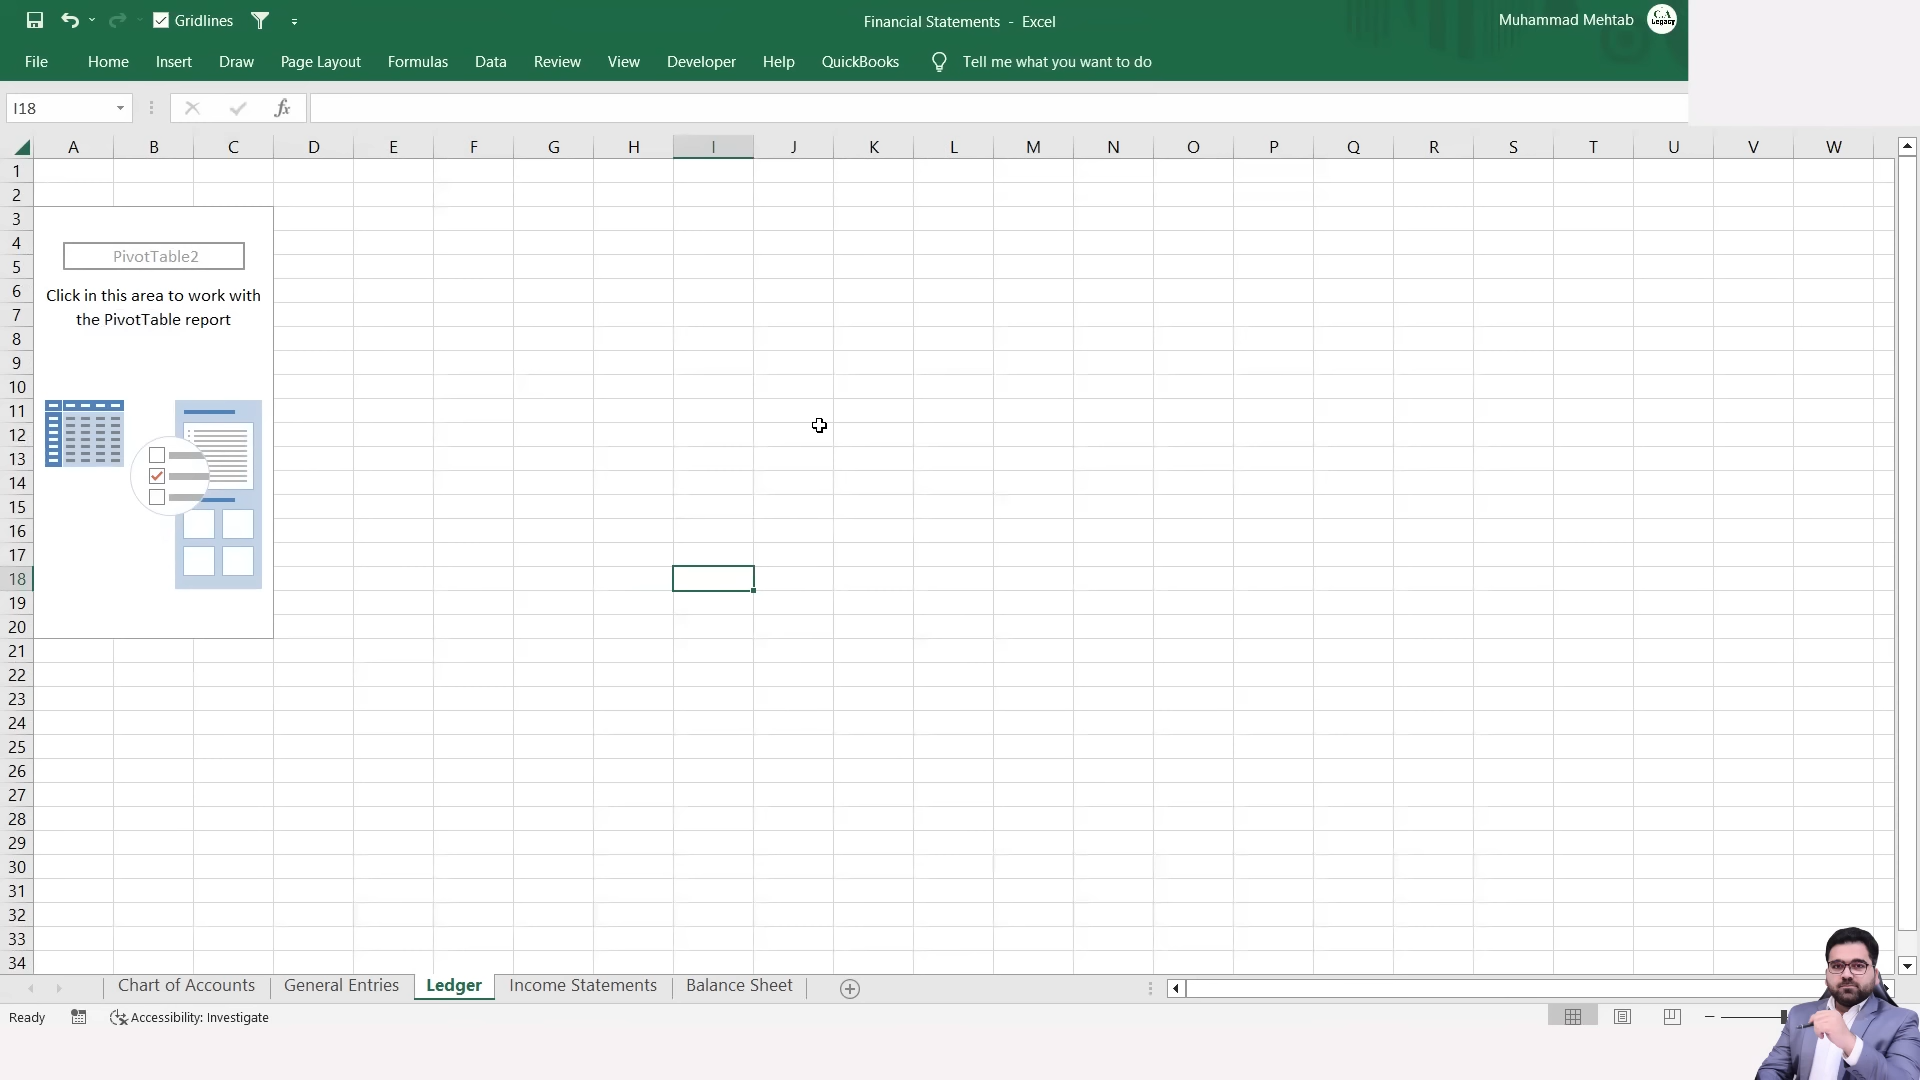 Gridlines
Financial Statements - Excel
Muhammad Mehtab
C.A
Legacy
File Home Insert Draw Page Layout Formulas Data Review View Developer Help QuickBooks Tell me what you want to do
I18 fx
A B C D E F G H I J K L M N O P Q R S T U V W
1
2
3
4
5
6
7
8
9
10
11
12
13
14
15
16
17
18
19
20
21
22
23
24
25
26
27
28
29
30
31
32
33
34
PivotTable2
Click in this area to work with
the PivotTable report
Chart of Accounts General Entries Ledger Income Statements Balance Sheet
Ready Accessibility: Investigate